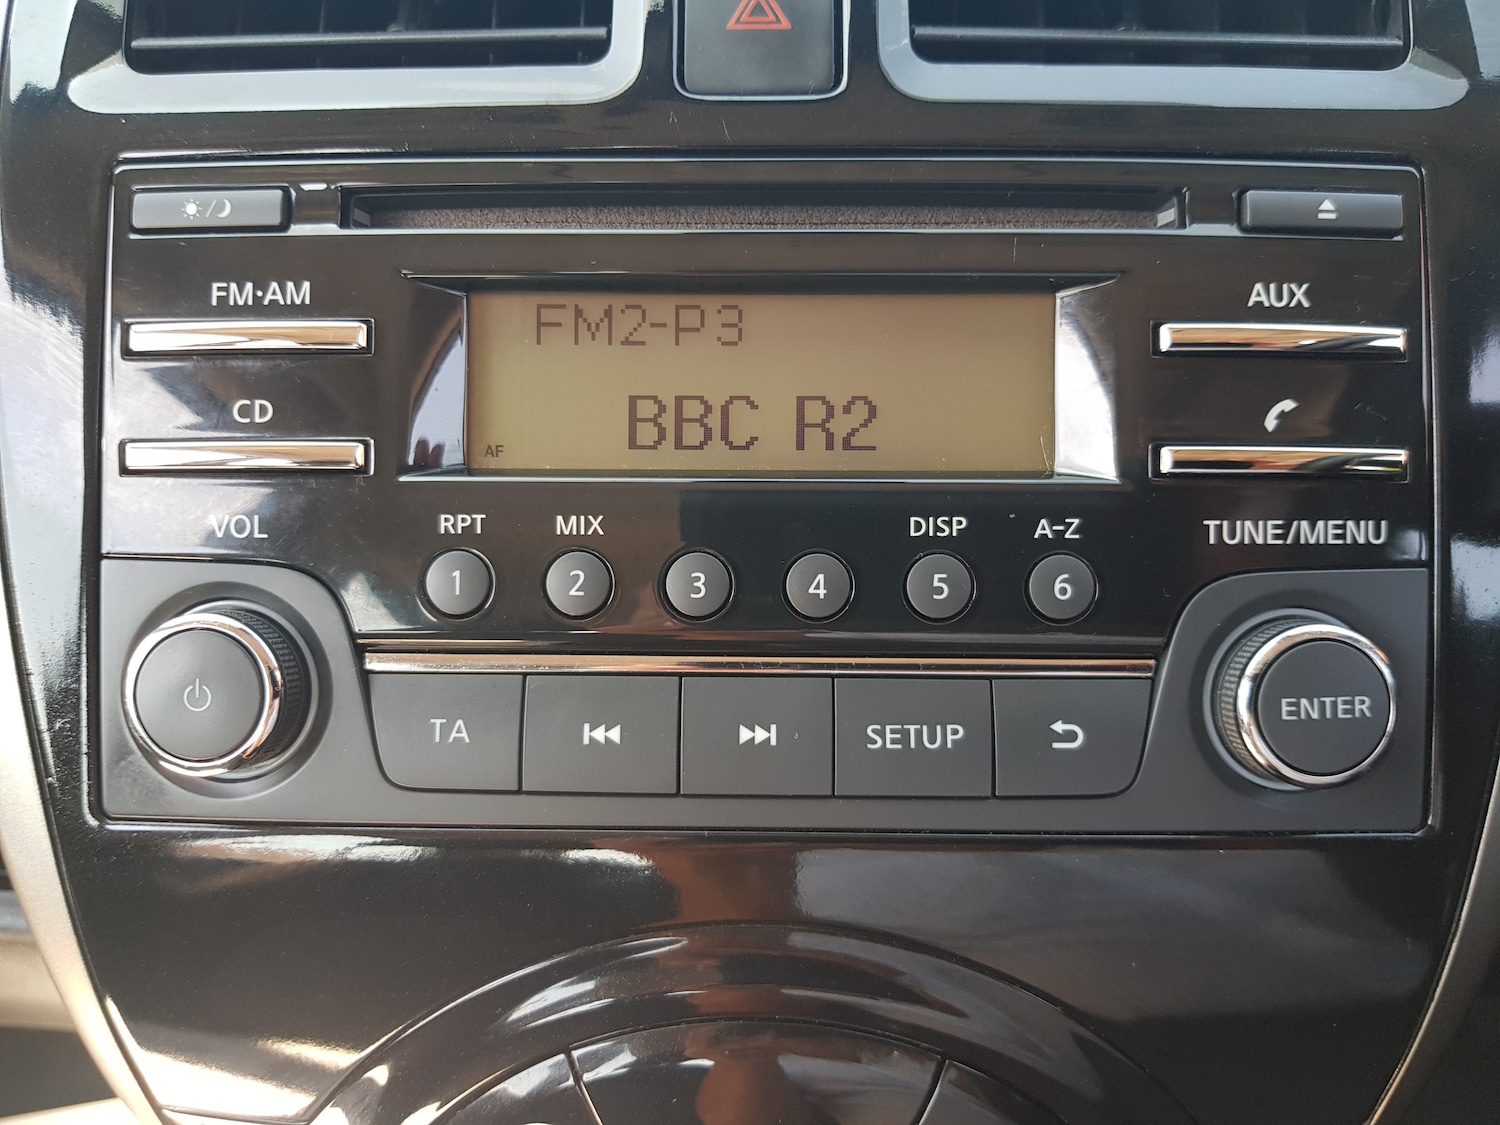 FM·AM
AUX
FM2-P3
CD
BBC R2
AF
VOL
RPT
MIX
DISP
A-Z
TUNE/MENU
1
2
3
4
5
6
TA
SETUP
ENTER